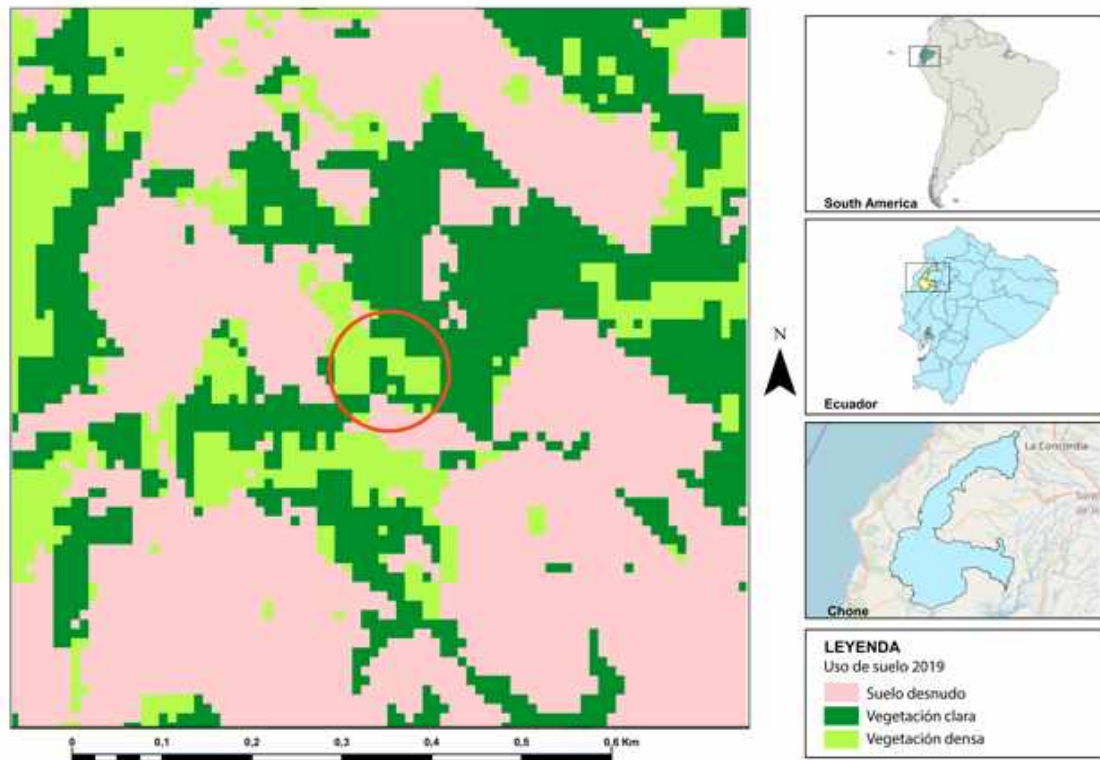 South America
Ecuador
N
La Concordia
Chone
LEYENDA
Uso de suelo 2019
Suelo desnudo
Vegetación clara
Vegetación densa
0 0,1 0,2 0,3 0,4 0,5 0,6 Km